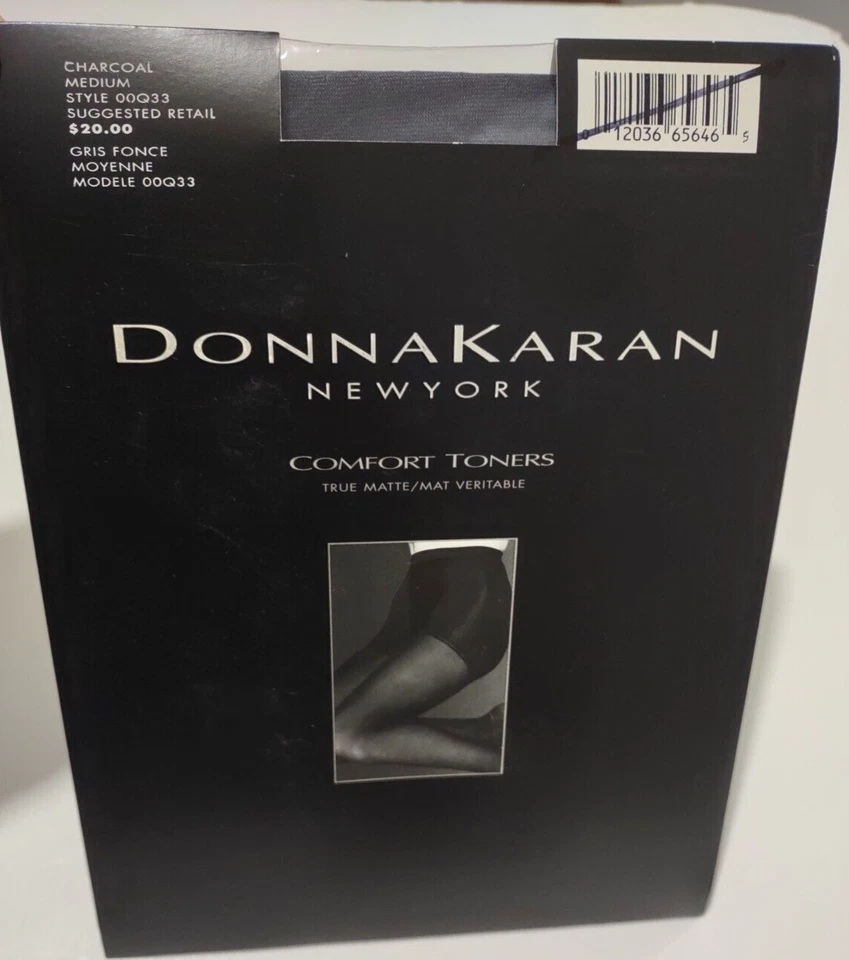 CHARCOAL
MEDIUM
STYLE 00Q33
SUGGESTED RETAIL
$20.00
GRIS FONCE
MOYENNE
MODELE 00Q33
0 12036 65646 5
DONNAKARAN
NEWYORK
COMFORT TONERS
TRUE MATTE/MAT VERITABLE